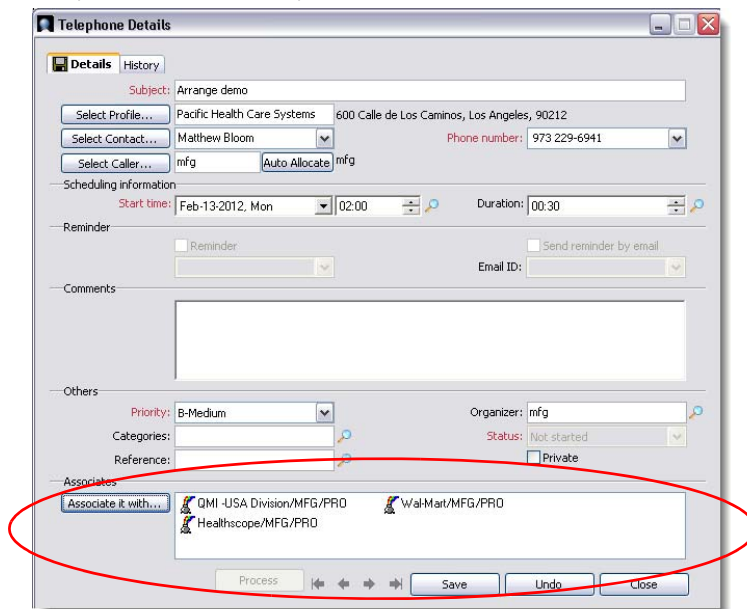 Telephone Details
Details History
Subject: Arrange demo
Select Profile... Pacific Health Care Systems 600 Calle de Los Caminos, Los Angeles, 90212
Select Contact... Matthew Bloom Phone number: 973 229-6941
Select Caller... mfg Auto Allocate mfg
Scheduling information
Start time: Feb-13-2012, Mon 02:00 Duration: 00:30
Reminder
Reminder Send reminder by email
Email ID:
Comments
Others
Priority: B-Medium Organizer: mfg
Categories: Status: Not started
Reference: Private
Associates
Associate it with... QMI -USA Division/MFG/PRO Wal-Mart/MFG/PRO
Healthscope/MFG/PRO
Process Save Undo Close